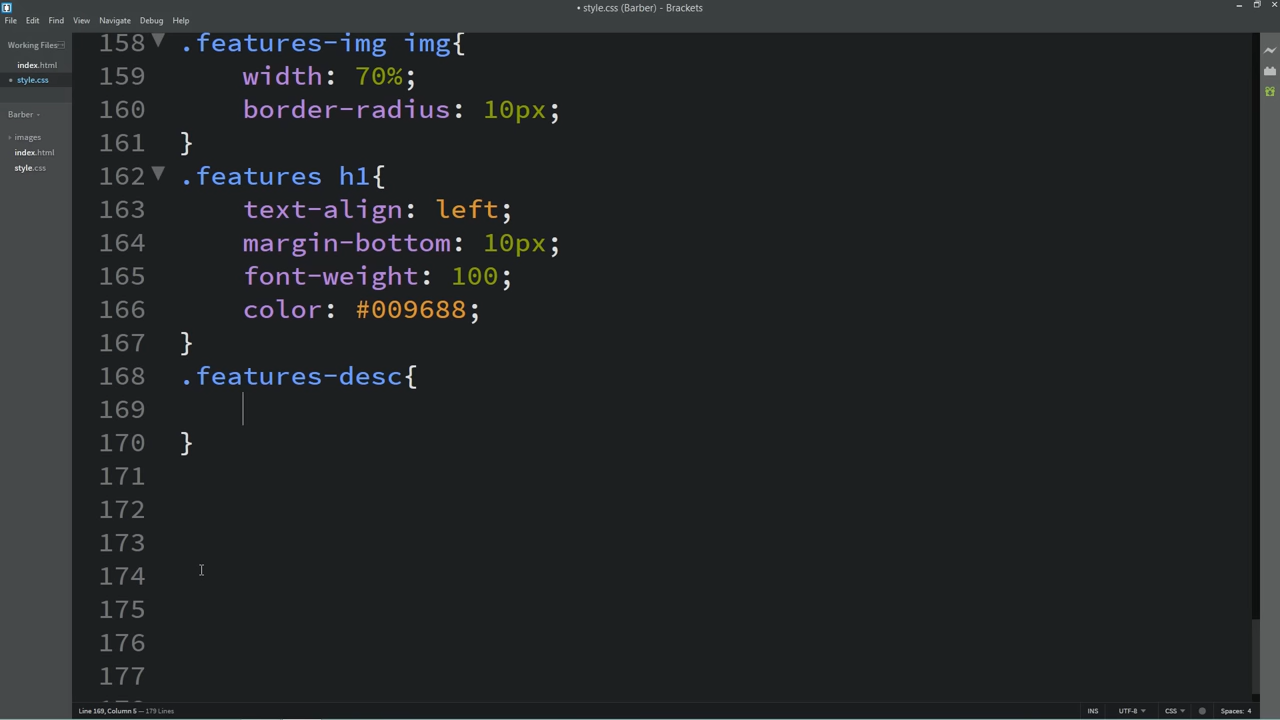 • style.css (Barber) - Brackets
File Edit Find View Navigate Debug Help
Working Files
index.html
• style.css
Barber
images
index.html
style.css
158 .features-img img{
159 width: 70%;
160 border-radius: 10px;
161 }
162 .features h1{
163 text-align: left;
164 margin-bottom: 10px;
165 font-weight: 100;
166 color: #009688;
167 }
168 .features-desc{
169
170 }
171
172
173
174
175
176
177
Line 169, Column 5 — 179 Lines
INS UTF-8 CSS Spaces: 4